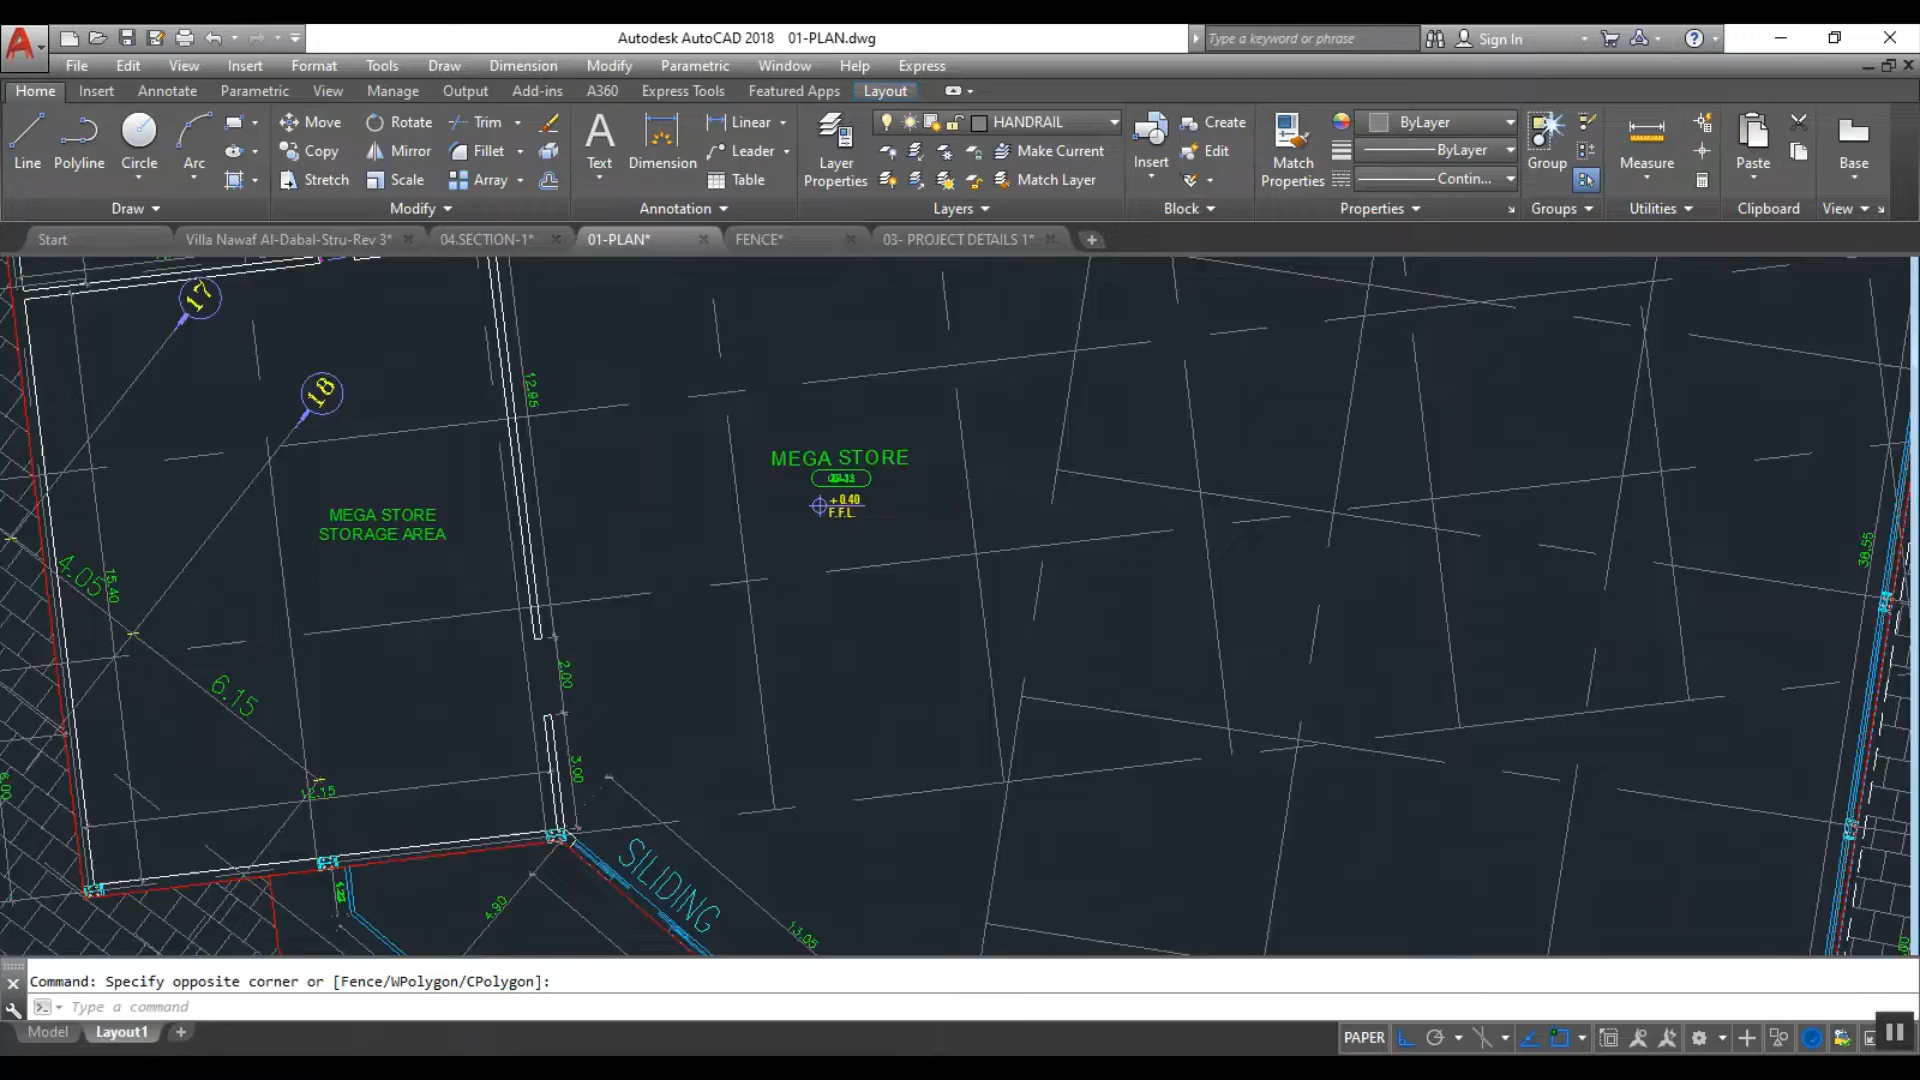 Autodesk AutoCAD 2018 01-PLAN.dwg
Type a keyword or phrase
Sign In
File Edit View Insert Format Tools Draw Dimension Modify Parametric Window Help Express
Home Insert Annotate Parametric View Manage Output Add-ins A360 Express Tools Featured Apps Layout
Line Polyline Circle Arc
Move Rotate Trim
Copy Mirror Fillet
Stretch Scale Array
Text Dimension
Linear
Leader
Table
Layer Properties
HANDRAIL
Make Current
Match Layer
Insert
Create
Edit
Match Properties
ByLayer
ByLayer
Contin...
Group
Measure
Paste
Base
Draw Modify Annotation Layers Block Properties Groups Utilities Clipboard View
Start Villa Nawaf Al-Dabal-Stru-Rev 3* 04.SECTION-1* 01-PLAN* FENCE* 03- PROJECT DETAILS 1*
17
18
12.95
MEGA STORE
+0.40
F.F.L.
MEGA STORE
STORAGE AREA
38.55
4.05
15.40
2.00
6.15
3.00
6.00
12.15
SILIDING
4.90
13.05
Command: Specify opposite corner or [Fence/WPolygon/CPolygon]:
Type a command
Model Layout1
PAPER